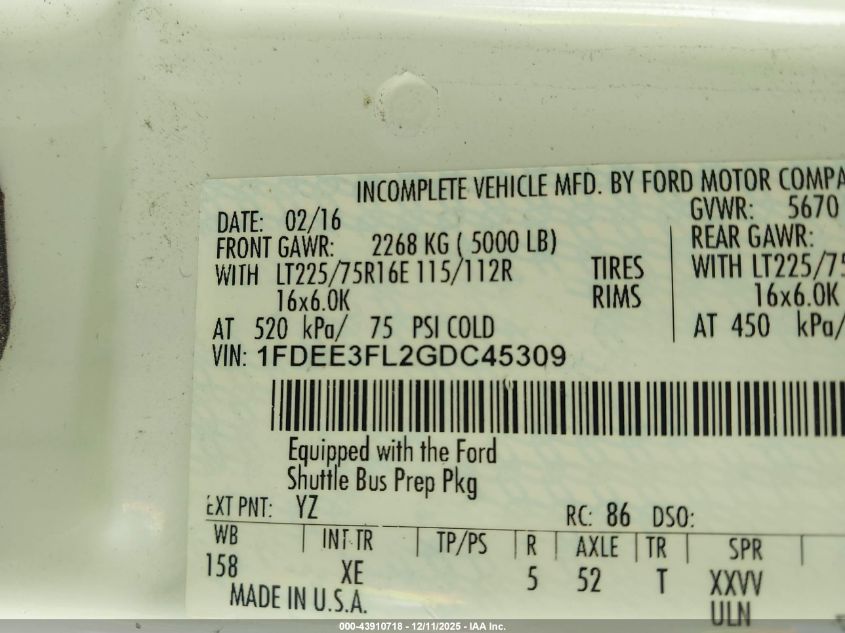 INCOMPLETE VEHICLE MFD. BY FORD MOTOR
DATE: 02/16 GVWR: 5670
FRONT GAWR: 2268 KG ( 5000 LB) REAR GAWR:
WITH LT225/75R16E 115/112R TIRES WITH LT225/75
16x6.0K RIMS 16x6.0K
AT 520 kPa/ 75 PSI COLD AT 450 kPa/
VIN: 1FDEE3FL2GDC45309
Equipped with the Ford
Shuttle Bus Prep Pkg
EXT PNT: YZ RC: 86 DSO:
WB INT TR TP/PS R AXLE TR SPR
158 XE 5 52 T XXVV
MADE IN U.S.A. ULN
000-43910718 - 12/11/2025 - IAA Inc.